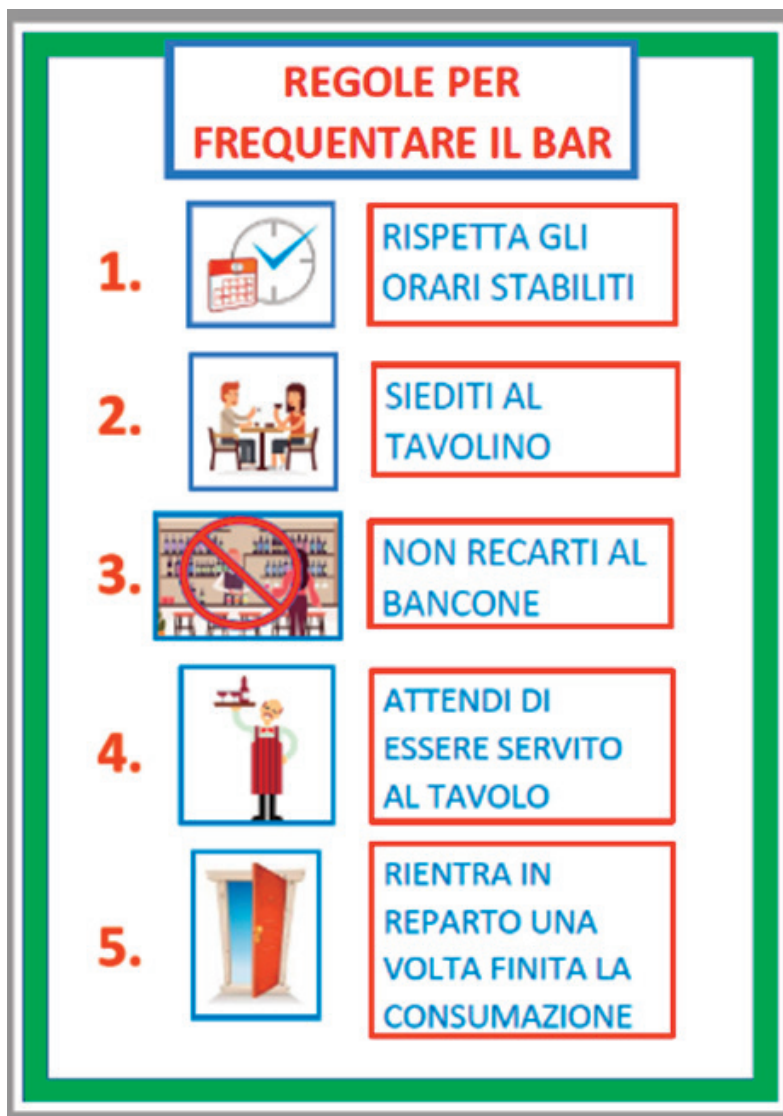 REGOLE PER
FREQUENTARE IL BAR
1.
RISPETTA GLI
ORARI STABILITI
2.
SIEDITI AL
TAVOLINO
3.
NON RECARTI AL
BANCONE
4.
ATTENDI DI
ESSERE SERVITO
AL TAVOLO
5.
RIENTRA IN
REPARTO UNA
VOLTA FINITA LA
CONSUMAZIONE